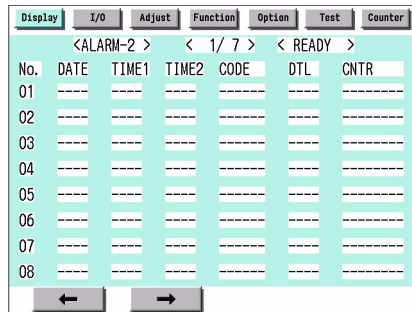 Display I/O Adjust Function Option Test Counter
<ALARM-2 > < 1/ 7 > < READY >
No. DATE TIME1 TIME2 CODE DTL CNTR
01 ---- ---- ---- -------- ---- --------
02 ---- ---- ---- -------- ---- --------
03 ---- ---- ---- -------- ---- --------
04 ---- ---- ---- -------- ---- --------
05 ---- ---- ---- -------- ---- --------
06 ---- ---- ---- -------- ---- --------
07 ---- ---- ---- -------- ---- --------
08 ---- ---- ---- -------- ---- --------
← →